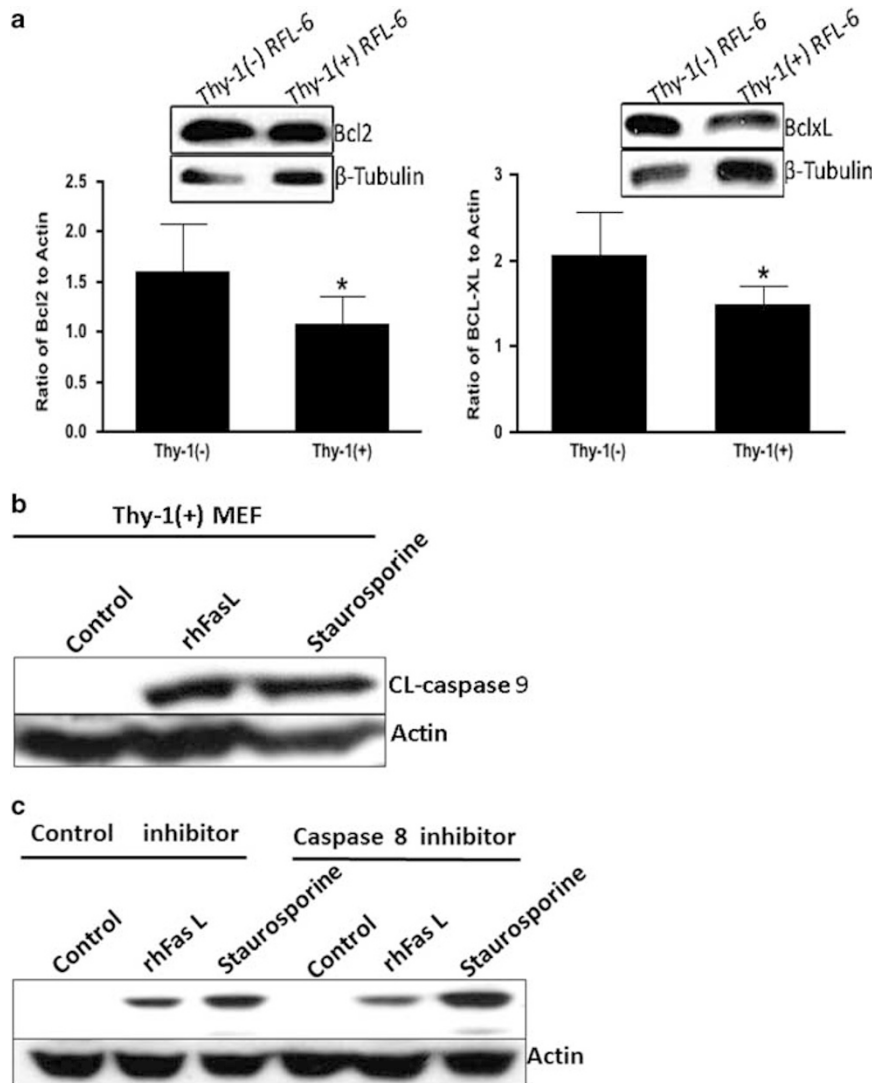 a
Thy-1(-) RFL-6
Thy-1(+) RFL-6
Bcl2
β-Tubulin
2.5
2.0
1.5
1.0
0.5
0.0
Ratio of Bcl2 to Actin
*
Thy-1(-)
Thy-1(+)
Thy-1(-) RFL-6
Thy-1(+) RFL-6
BclxL
β-Tubulin
3
2
1
0
Ratio of BCL-XL to Actin
*
Thy-1(-)
Thy-1(+)
b
Thy-1(+) MEF
Control
rhFasL
Staurosporine
CL-caspase 9
Actin
c
Control inhibitor
Caspase 8 inhibitor
Control
rhFas L
Staurosporine
Control
rhFas L
Staurosporine
Actin